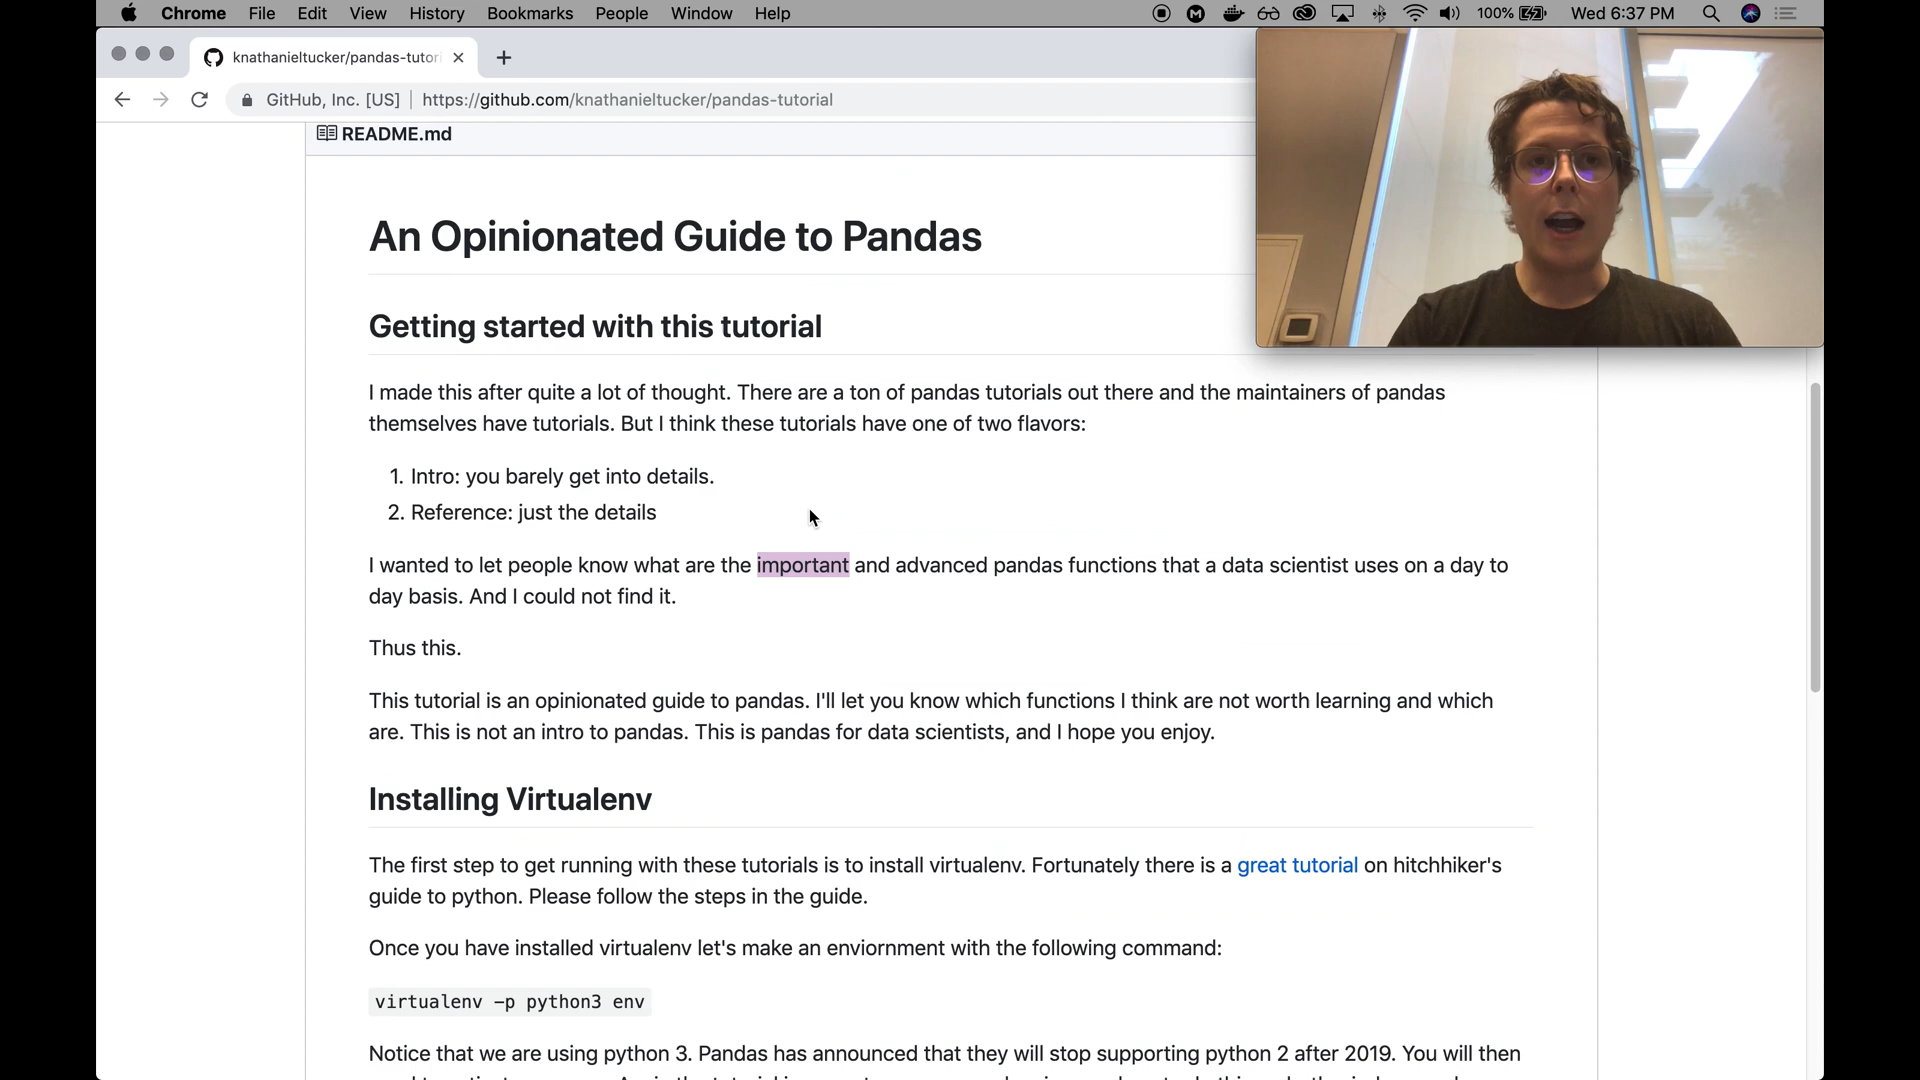 Chrome File Edit View History Bookmarks People Window Help 100% Wed 6:37 PM
knathanieltucker/pandas-tutor
GitHub, Inc. [US] https://github.com/knathanieltucker/pandas-tutorial
README.md
An Opinionated Guide to Pandas
Getting started with this tutorial
I made this after quite a lot of thought. There are a ton of pandas tutorials out there and the maintainers of pandas
themselves have tutorials. But I think these tutorials have one of two flavors:
1. Intro: you barely get into details.
2. Reference: just the details
I wanted to let people know what are the important and advanced pandas functions that a data scientist uses on a day to
day basis. And I could not find it.
Thus this.
This tutorial is an opinionated guide to pandas. I'll let you know which functions I think are not worth learning and which
are. This is not an intro to pandas. This is pandas for data scientists, and I hope you enjoy.
Installing Virtualenv
The first step to get running with these tutorials is to install virtualenv. Fortunately there is a great tutorial on hitchhiker's
guide to python. Please follow the steps in the guide.
Once you have installed virtualenv let's make an enviornment with the following command:
virtualenv -p python3 env
Notice that we are using python 3. Pandas has announced that they will stop supporting python 2 after 2019. You will then